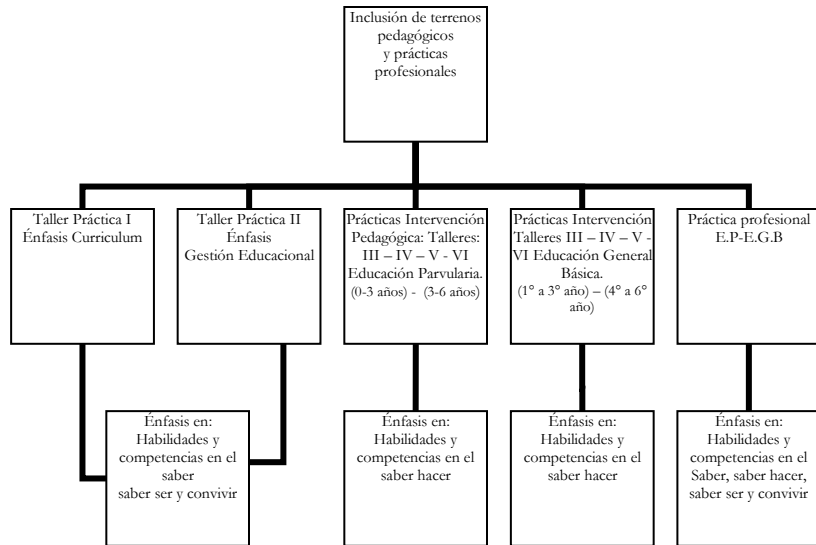 Inclusión de terrenos
pedagógicos
y prácticas
profesionales
Taller Práctica I
Énfasis Curriculum
Taller Práctica II
Énfasis
Gestión Educacional
Prácticas Intervención
Pedagógica: Talleres:
III – IV – V - VI
Educación Parvularia.
(0-3 años) - (3-6 años)
Prácticas Intervención
Talleres III – IV – V -
VI Educación General
Básica.
(1° a 3° año) – (4° a 6°
año)
Práctica profesional
E.P-E.G.B
Énfasis en:
Habilidades y
competencias en el
saber
saber ser y convivir
Énfasis en:
Habilidades y
competencias en el
saber hacer
Énfasis en:
Habilidades y
competencias en el
saber hacer
Énfasis en:
Habilidades y
competencias en el
Saber, saber hacer,
saber ser y convivir